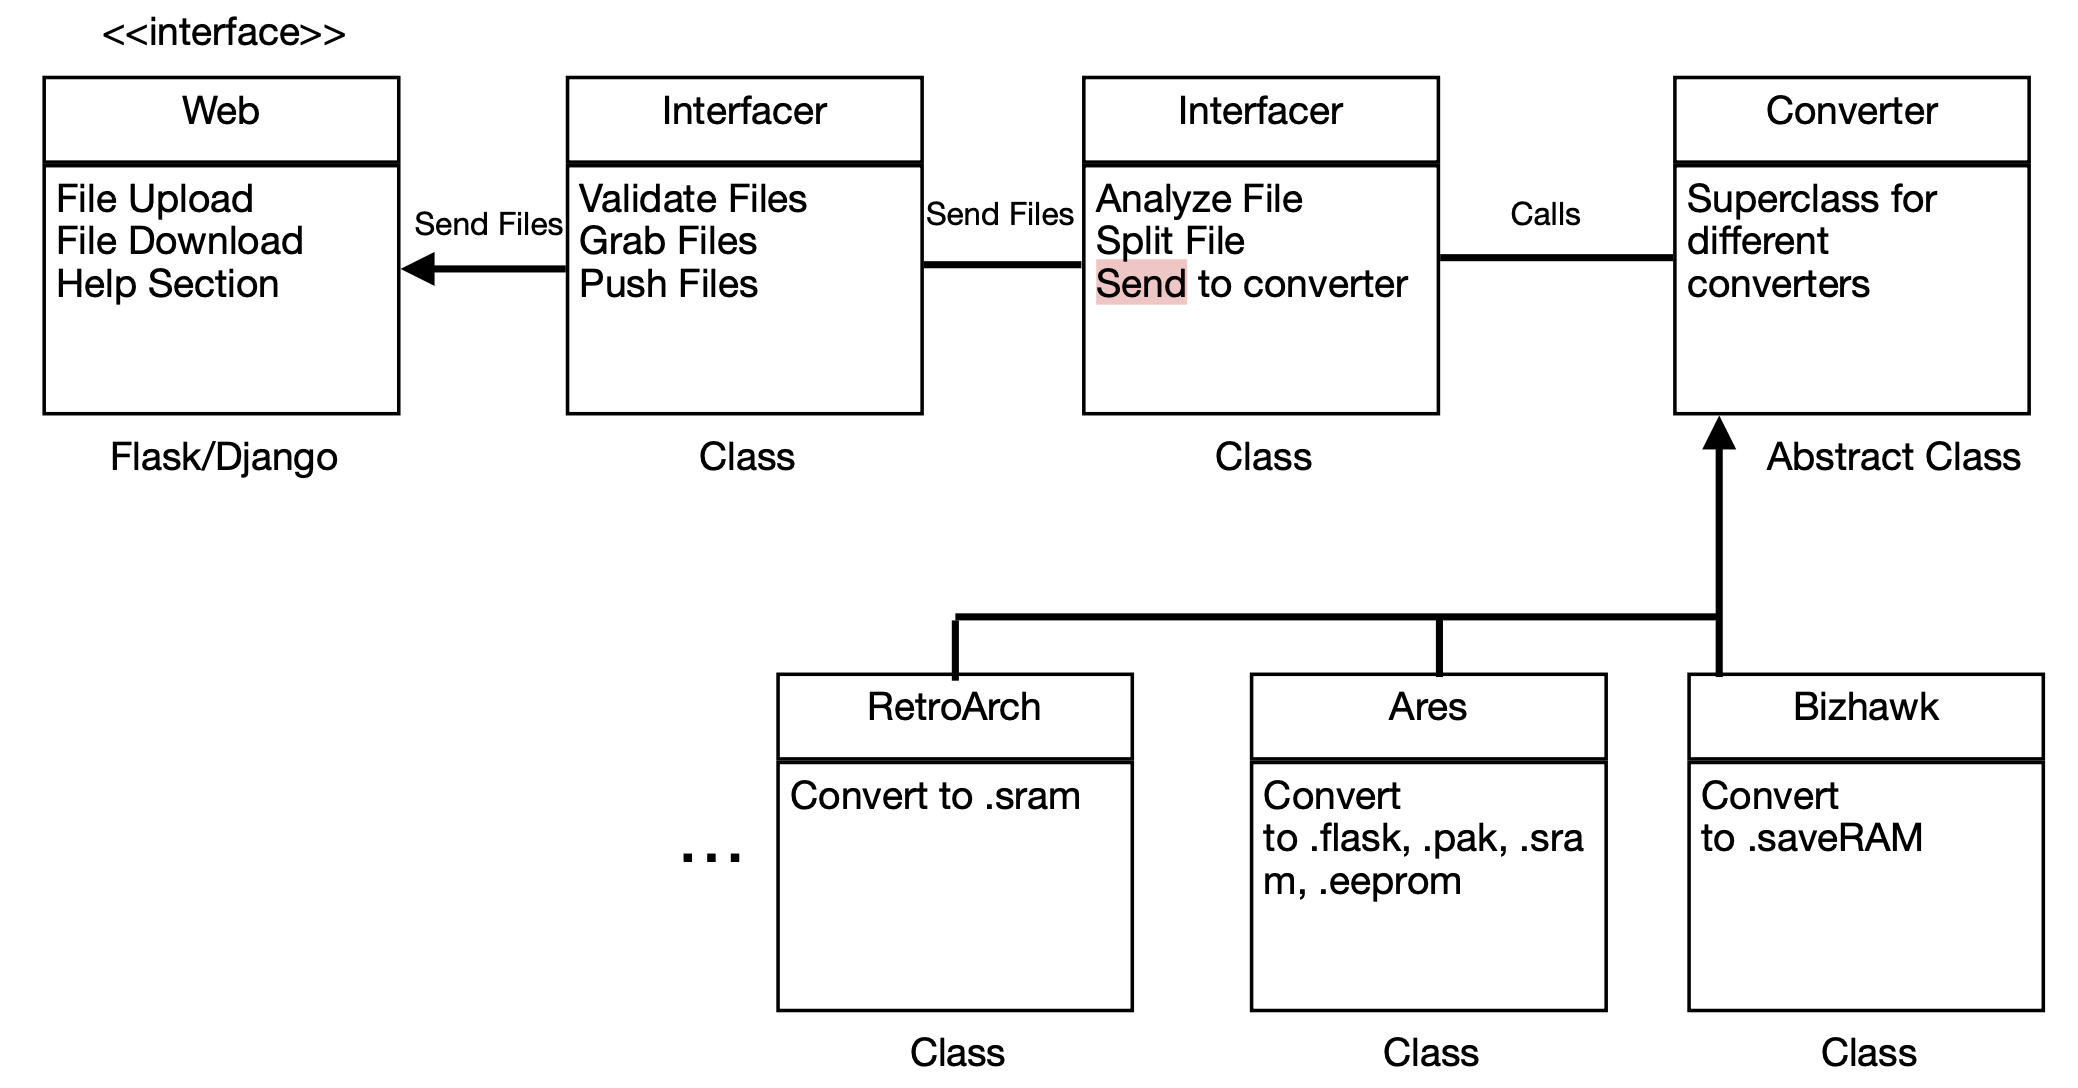 <<interface>>
Web
File Upload
File Download
Help Section
Flask/Django
Send Files
Interfacer
Validate Files
Grab Files
Push Files
Class
Send Files
Interfacer
Analyze File
Split File
Send to converter
Class
Calls
Converter
Superclass for
different
converters
Abstract Class
...
RetroArch
Convert to .sram
Class
Ares
Convert
to .flask, .pak, .sra
m, .eeprom
Class
Bizhawk
Convert
to .saveRAM
Class